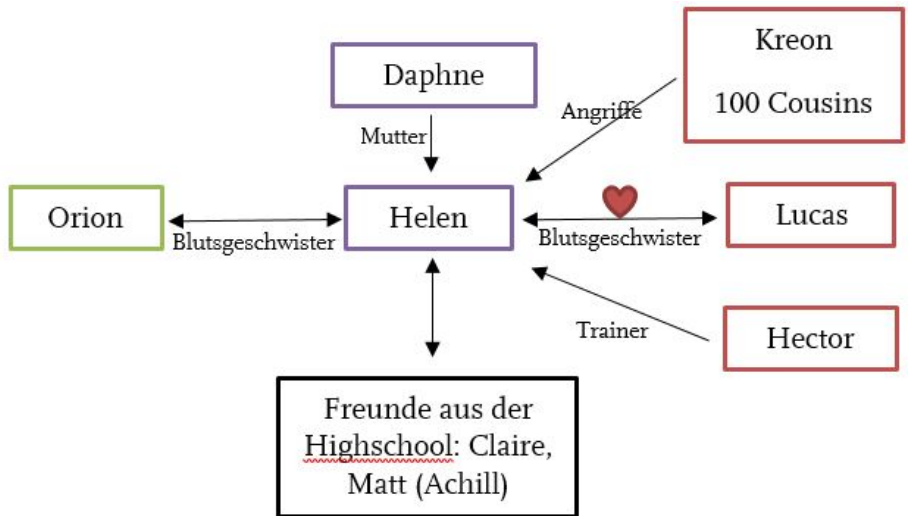 Kreon
100 Cousins
Daphne
Angriffe
Mutter
Orion
Helen
Lucas
Blutsgeschwister
Blutsgeschwister
Trainer
Hector
Freunde aus der
Highschool: Claire,
Matt (Achill)